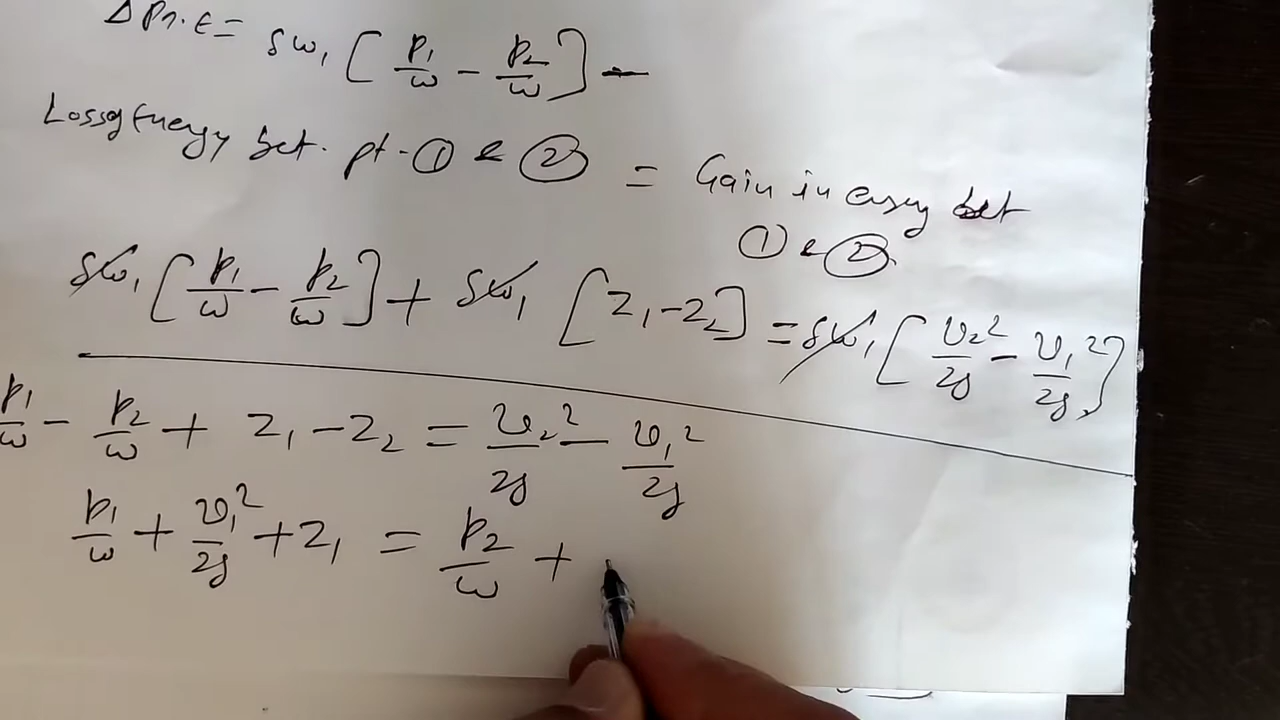 Δ Pr.E = δw₁ [ p₁/ω - p₂/ω ] -
Loss of Energy bet. pt - ① & ② = Gain in energy bet
① & ②.
δw₁ [ p₁/ω - p₂/ω ] + δw₁ [ Z₁ - Z₂ ] = δw₁ [ v₂²/2g - v₁²/2g ]
p₁/ω - p₂/ω + Z₁ - Z₂ = v₂²/2g - v₁²/2g
p₁/ω + v₁²/2g + Z₁ = p₂/ω +